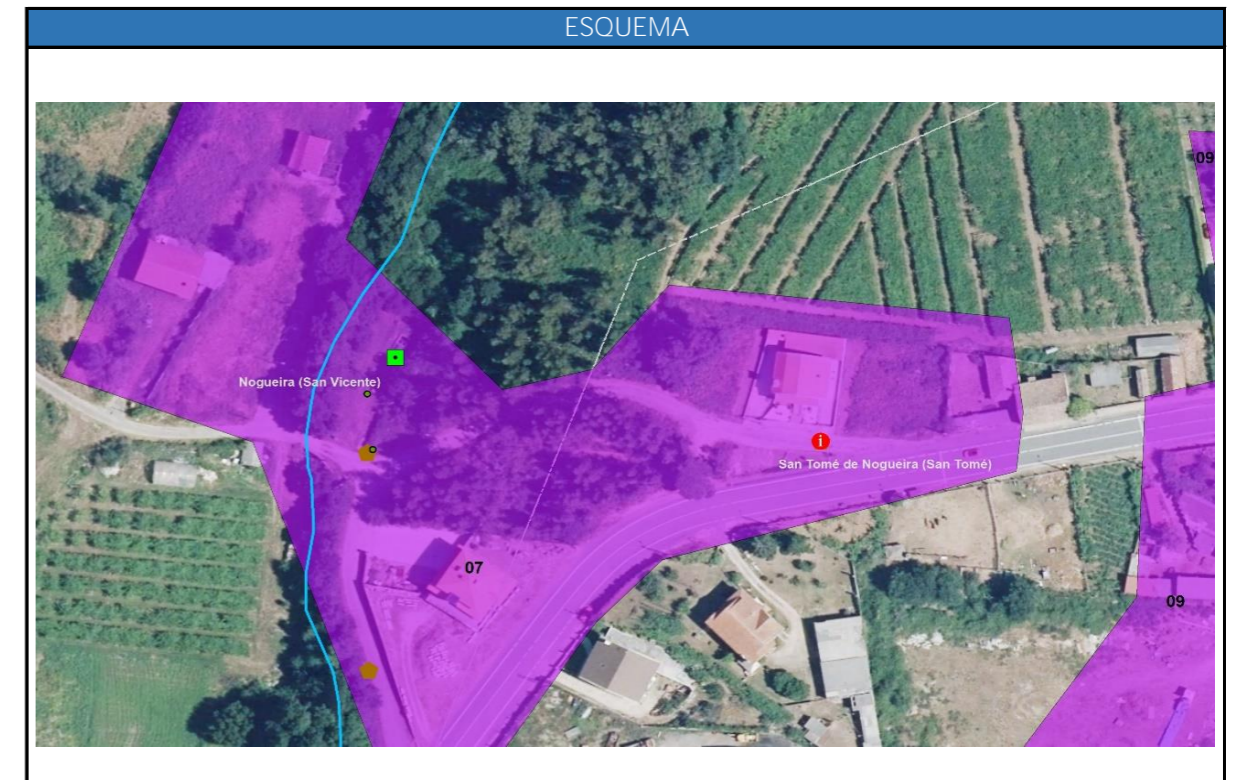 ESQUEMA
09
Nogueira (San Vicente)
i
San Tomé de Nogueira (San Tomé)
07
09